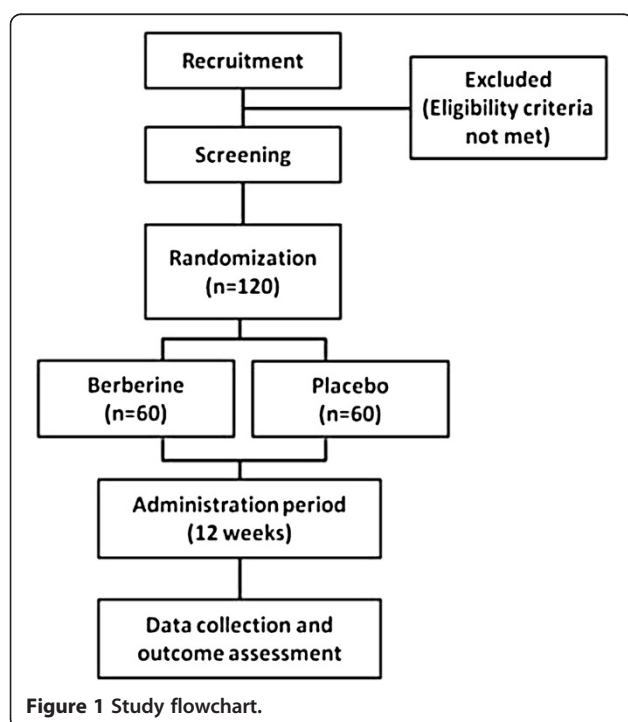 Recruitment
Excluded
(Eligibility criteria
not met)
Screening
Randomization
(n=120)
Berberine
(n=60)
Placebo
(n=60)
Administration period
(12 weeks)
Data collection and
outcome assessment
Figure 1 Study flowchart.